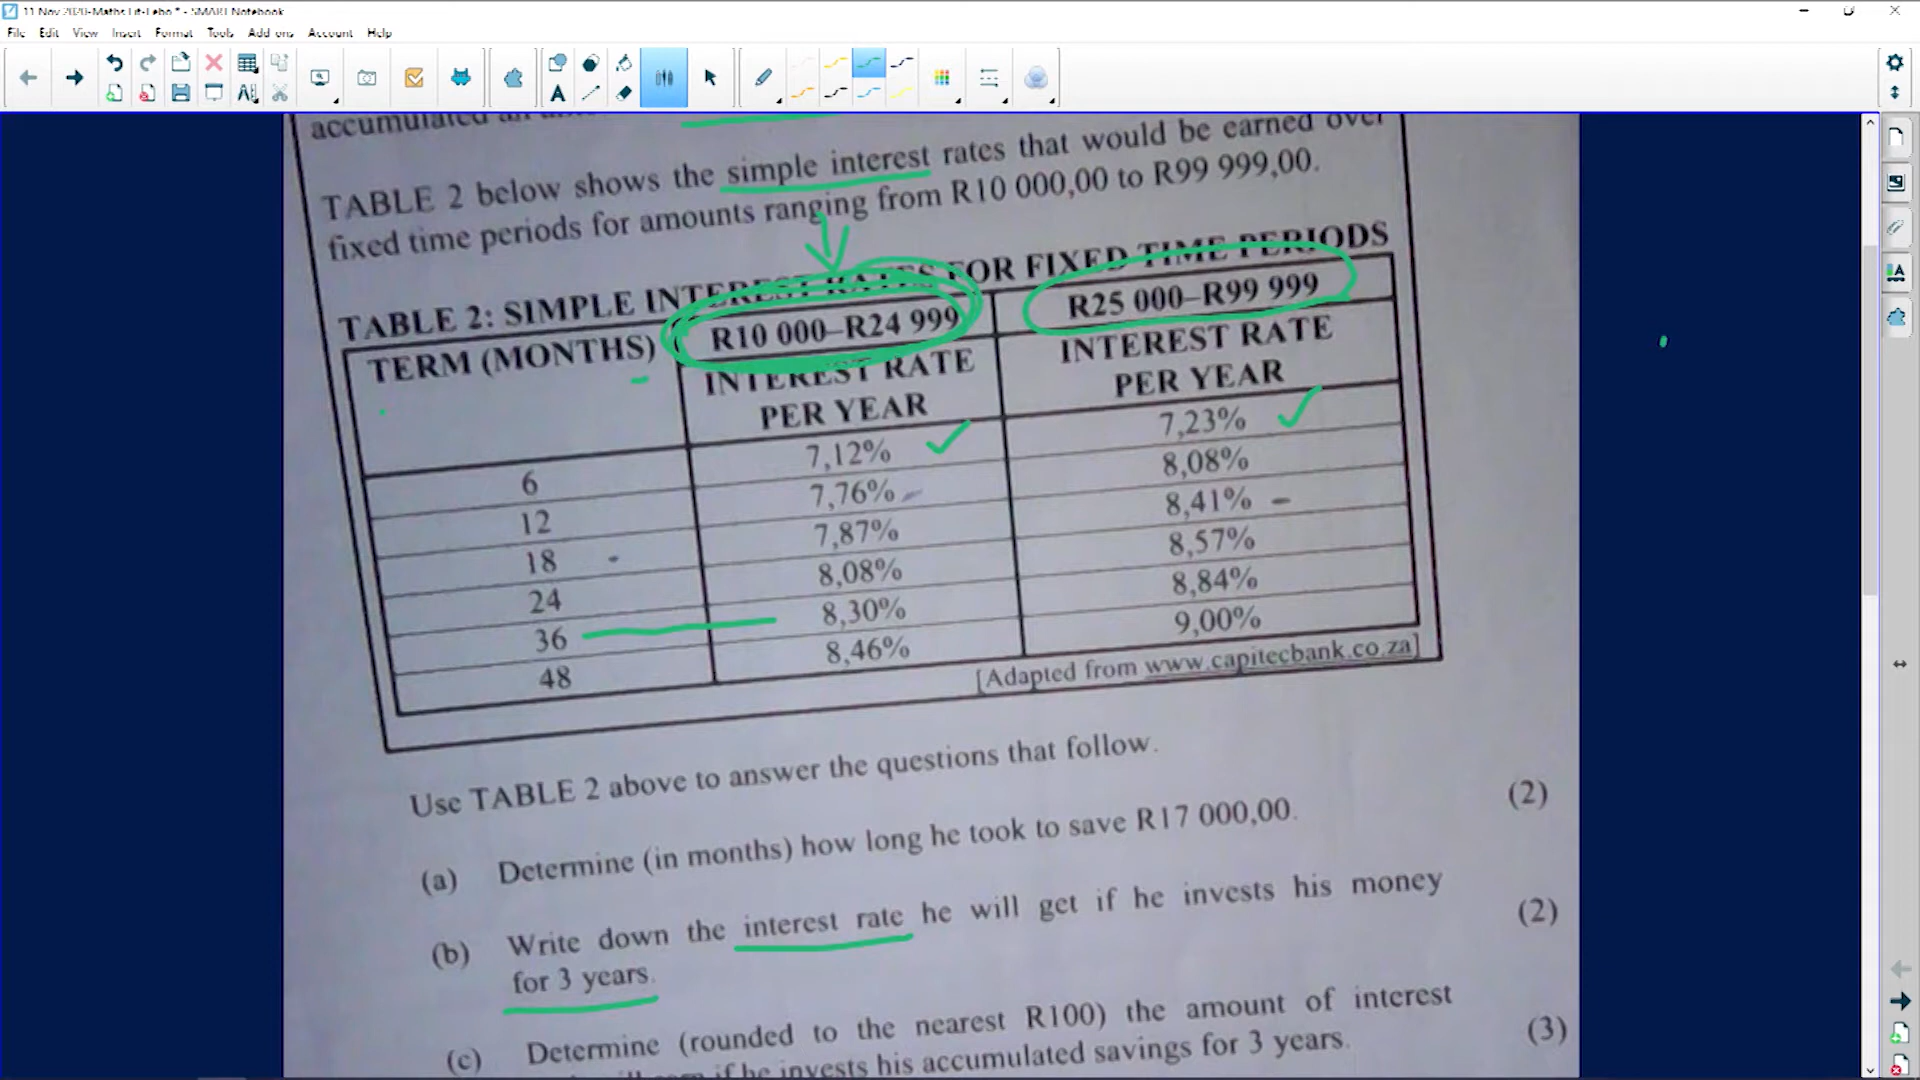 11 Nov 2020-Maths Lit-Lebo * - SMART Notebook
File Edit View Insert Format Tools Add-ons Account Help
accumulated an
TABLE 2 below shows the simple interest rates that would be earned over
fixed time periods for amounts ranging from R10 000,00 to R99 999,00.
TABLE 2: SIMPLE INTEREST RATES FOR FIXED TIME PERIODS
TERM (MONTHS) R10 000–R24 999 R25 000–R99 999
INTEREST RATE INTEREST RATE
PER YEAR PER YEAR
6 7,12% 7,23%
12 7,76% 8,08%
18 7,87% 8,41%
24 8,08% 8,57%
36 8,30% 8,84%
48 8,46% 9,00%
[Adapted from www.capitecbank.co.za]
Use TABLE 2 above to answer the questions that follow.
(a) Determine (in months) how long he took to save R17 000,00. (2)
(b) Write down the interest rate he will get if he invests his money
for 3 years. (2)
(c) Determine (rounded to the nearest R100) the amount of interest
if he invests his accumulated savings for 3 years. (3)